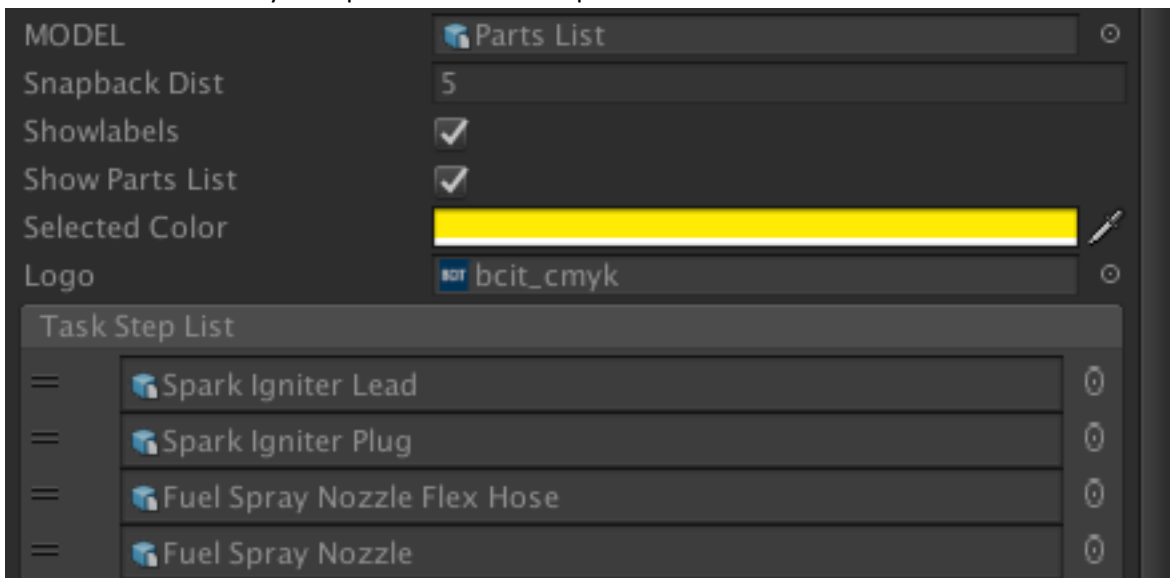 MODEL Parts List
Snapback Dist 5
Showlabels
Show Parts List
Selected Color
Logo BCIT bcit_cmyk
Task Step List
Spark Igniter Lead
Spark Igniter Plug
Fuel Spray Nozzle Flex Hose
Fuel Spray Nozzle